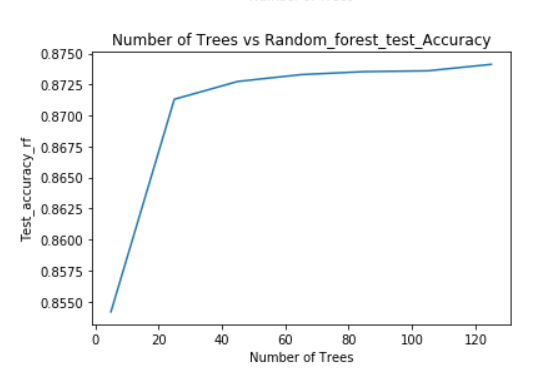 Number of Trees vs Random_forest_test_Accuracy
0.8750
0.8725
0.8700
0.8675
0.8650
0.8625
0.8600
0.8575
0.8550
Test_accuracy_rf
0 20 40 60 80 100 120
Number of Trees